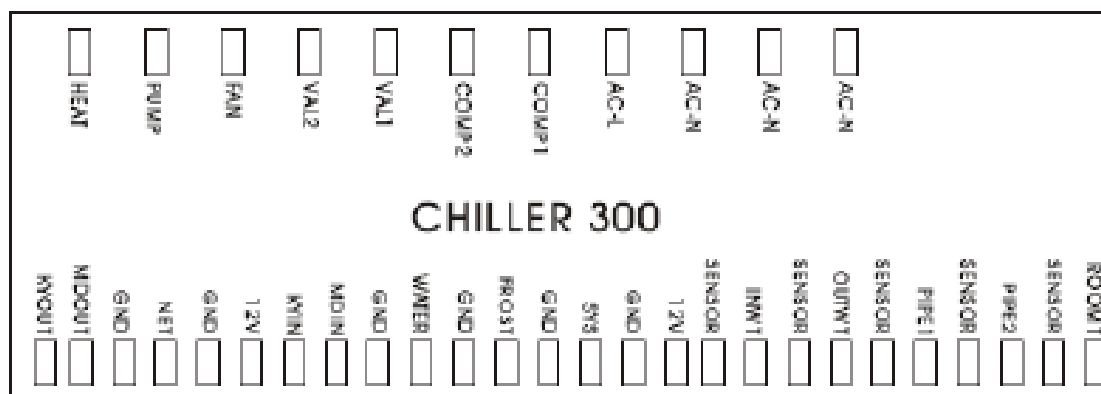 HEAT PUMP FAN VAL2 VAL1 COMP2 COMP1 AC-L AC-N AC-N AC-N
CHILLER 300
KYOUT MDOUT GND NET GND 12V KYIN MDIN GND WATER GND FROST GND SYS GND 12V SENSOR INWT SENSOR OUTWT SENSOR PIPE1 SENSOR PIPE2 SENSOR ROOMT